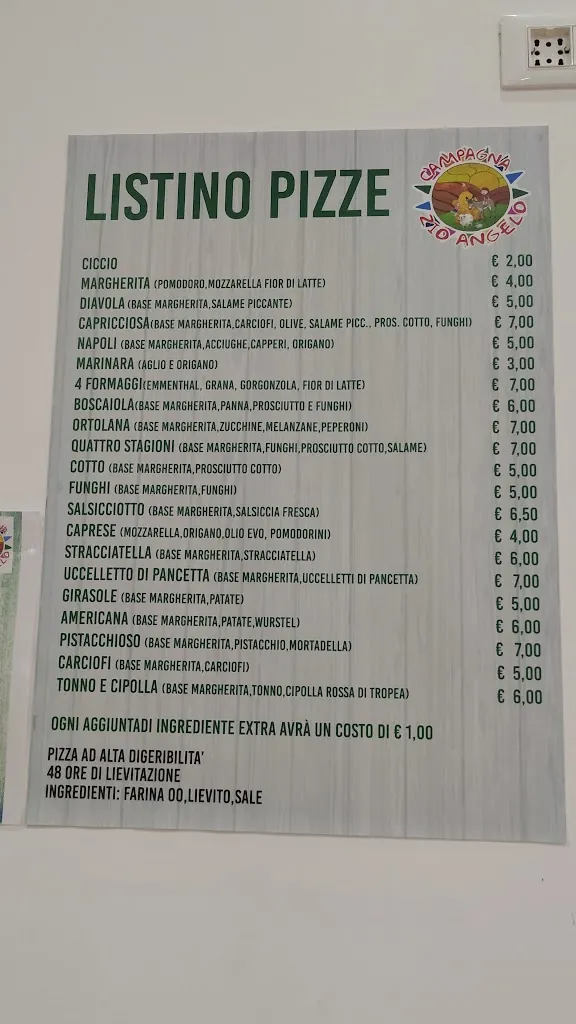 LISTINO PIZZE
CAMPAGNA
ZIO ANGELO
CICCIO € 2,00
MARGHERITA (POMODORO,MOZZARELLA FIOR DI LATTE) € 4,00
DIAVOLA (BASE MARGHERITA,SALAME PICCANTE) € 5,00
CAPRICCIOSA(BASE MARGHERITA,CARCIOFI, OLIVE, SALAME PICC., PROS. COTTO, FUNGHI) € 7,00
NAPOLI (BASE MARGHERITA,ACCIUGHE,CAPPERI, ORIGANO) € 5,00
MARINARA (AGLIO E ORIGANO) € 3,00
4 FORMAGGI(EMMENTHAL, GRANA, GORGONZOLA, FIOR DI LATTE) € 7,00
BOSCAIOLA(BASE MARGHERITA,PANNA,PROSCIUTTO E FUNGHI) € 6,00
ORTOLANA (BASE MARGHERITA,ZUCCHINE,MELANZANE,PEPERONI) € 7,00
QUATTRO STAGIONI (BASE MARGHERITA,FUNGHI,PROSCIUTTO COTTO,SALAME) € 7,00
COTTO (BASE MARGHERITA,PROSCIUTTO COTTO) € 5,00
FUNGHI (BASE MARGHERITA,FUNGHI) € 5,00
SALSICCIOTTO (BASE MARGHERITA,SALSICCIA FRESCA) € 6,50
CAPRESE (MOZZARELLA,ORIGANO,OLIO EVO, POMODORINI) € 4,00
STRACCIATELLA (BASE MARGHERITA,STRACCIATELLA) € 6,00
UCCELLETTO DI PANCETTA (BASE MARGHERITA,UCCELLETTI DI PANCETTA) € 7,00
GIRASOLE (BASE MARGHERITA,PATATE) € 5,00
AMERICANA (BASE MARGHERITA,PATATE,WURSTEL) € 6,00
PISTACCHIOSO (BASE MARGHERITA,PISTACCHIO,MORTADELLA) € 7,00
CARCIOFI (BASE MARGHERITA,CARCIOFI) € 5,00
TONNO E CIPOLLA (BASE MARGHERITA,TONNO,CIPOLLA ROSSA DI TROPEA) € 6,00
OGNI AGGIUNTADI INGREDIENTE EXTRA AVRÀ UN COSTO DI € 1,00
PIZZA AD ALTA DIGERIBILITA'
48 ORE DI LIEVITAZIONE
INGREDIENTI: FARINA 00,LIEVITO,SALE